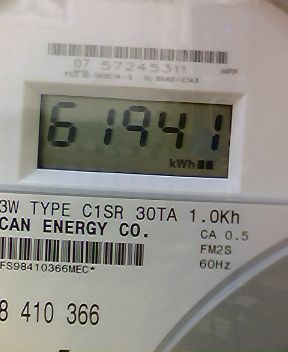 07 57245311
61941
kWh
3W TYPE C1SR 30TA 1.0Kh
CAN ENERGY CO.
CA 0.5
FM2S
60Hz
FS98410366MEC*
8 410 366